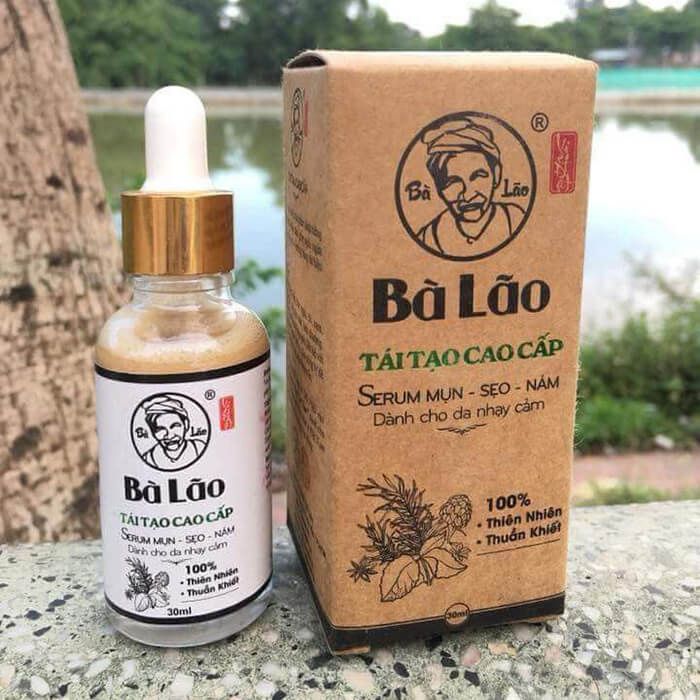 Bà Lão
®
Bà Lão
TÁI TẠO CAO CẤP
SERUM MỤN - SẸO - NÁM
Dành cho da nhạy cảm
100%
• Thiên Nhiên
• Thuần Khiết
30ml
Bà Lão
®
Bà Lão
TÁI TẠO CAO CẤP
SERUM MỤN - SẸO - NÁM
Dành cho da nhạy cảm
100%
• Thiên Nhiên
• Thuần Khiết
30ml